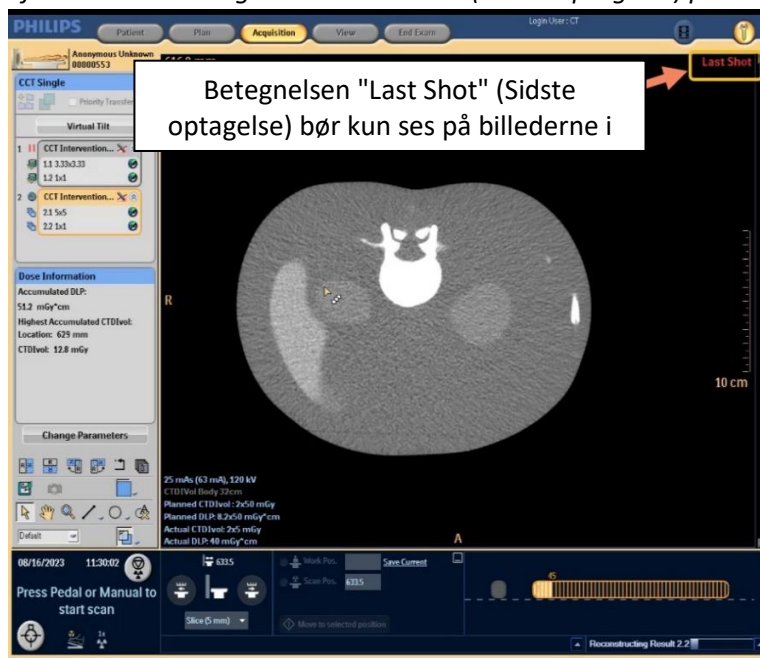 PHILIPS
Patient
Plan
Acquisition
View
End Exam
Login User: CT
Anonymous Unknown
00000553
Last Shot
Betegnelsen "Last Shot" (Sidste
optagelse) bør kun ses på billederne i
CCT Single
Priority Transfer
Virtual Tilt
1 CCT Intervention...
1.1 3.33x3.33
1.2 1x1
2 CCT Intervention...
2.1 5x5
2.2 1x1
Dose Information
Accumulated DLP:
51.2 mGy*cm
Highest Accumulated CTDIvol:
Location: 629 mm
CTDIvol: 12.8 mGy
Change Parameters
Default
R
10 cm
A
25 mAs (63 mA), 120 kV
CTDIVol Body 32cm
Planned CTDIvol : 2x50 mGy
Planned DLP: 8.2x50 mGy*cm
Actual CTDIvol: 2x5 mGy
Actual DLP: 40 mGy*cm
08/16/2023 11:30:02
Press Pedal or Manual to
start scan
1x
633.5
Slice (5 mm)
Work Pos.
Save Current
Scan Pos.
633.5
Move to selected position
45
Reconstructing Result 2.2